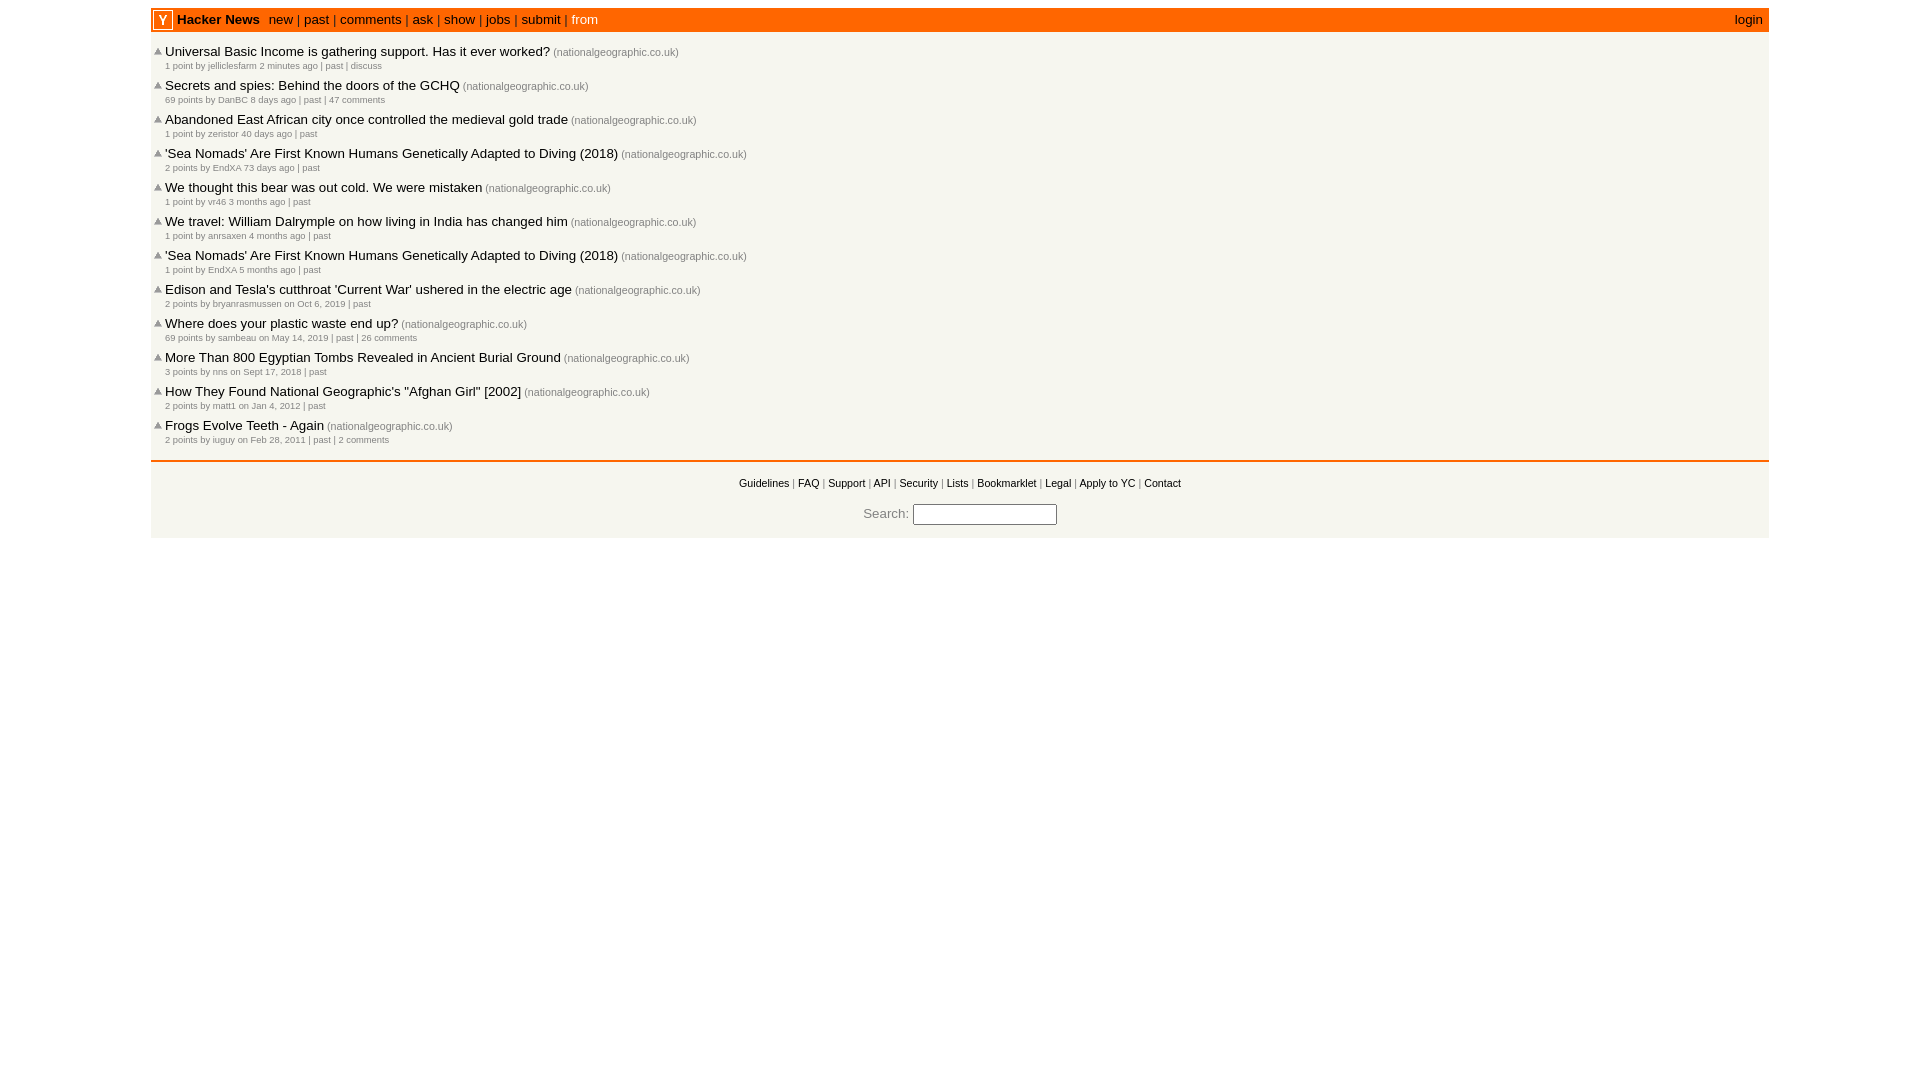 Y Hacker News new | past | comments | ask | show | jobs | submit | from login
Universal Basic Income is gathering support. Has it ever worked? (nationalgeographic.co.uk)
1 point by jelliclesfarm 2 minutes ago | past | discuss
Secrets and spies: Behind the doors of the GCHQ (nationalgeographic.co.uk)
69 points by DanBC 8 days ago | past | 47 comments
Abandoned East African city once controlled the medieval gold trade (nationalgeographic.co.uk)
1 point by zeristor 40 days ago | past
'Sea Nomads' Are First Known Humans Genetically Adapted to Diving (2018) (nationalgeographic.co.uk)
2 points by EndXA 73 days ago | past
We thought this bear was out cold. We were mistaken (nationalgeographic.co.uk)
1 point by vr46 3 months ago | past
We travel: William Dalrymple on how living in India has changed him (nationalgeographic.co.uk)
1 point by anrsaxen 4 months ago | past
'Sea Nomads' Are First Known Humans Genetically Adapted to Diving (2018) (nationalgeographic.co.uk)
1 point by EndXA 5 months ago | past
Edison and Tesla's cutthroat 'Current War' ushered in the electric age (nationalgeographic.co.uk)
2 points by bryanrasmussen on Oct 6, 2019 | past
Where does your plastic waste end up? (nationalgeographic.co.uk)
69 points by sambeau on May 14, 2019 | past | 26 comments
More Than 800 Egyptian Tombs Revealed in Ancient Burial Ground (nationalgeographic.co.uk)
3 points by nns on Sept 17, 2018 | past
How They Found National Geographic's "Afghan Girl" [2002] (nationalgeographic.co.uk)
2 points by matt1 on Jan 4, 2012 | past
Frogs Evolve Teeth - Again (nationalgeographic.co.uk)
2 points by iuguy on Feb 28, 2011 | past | 2 comments
Guidelines | FAQ | Support | API | Security | Lists | Bookmarklet | Legal | Apply to YC | Contact
Search: